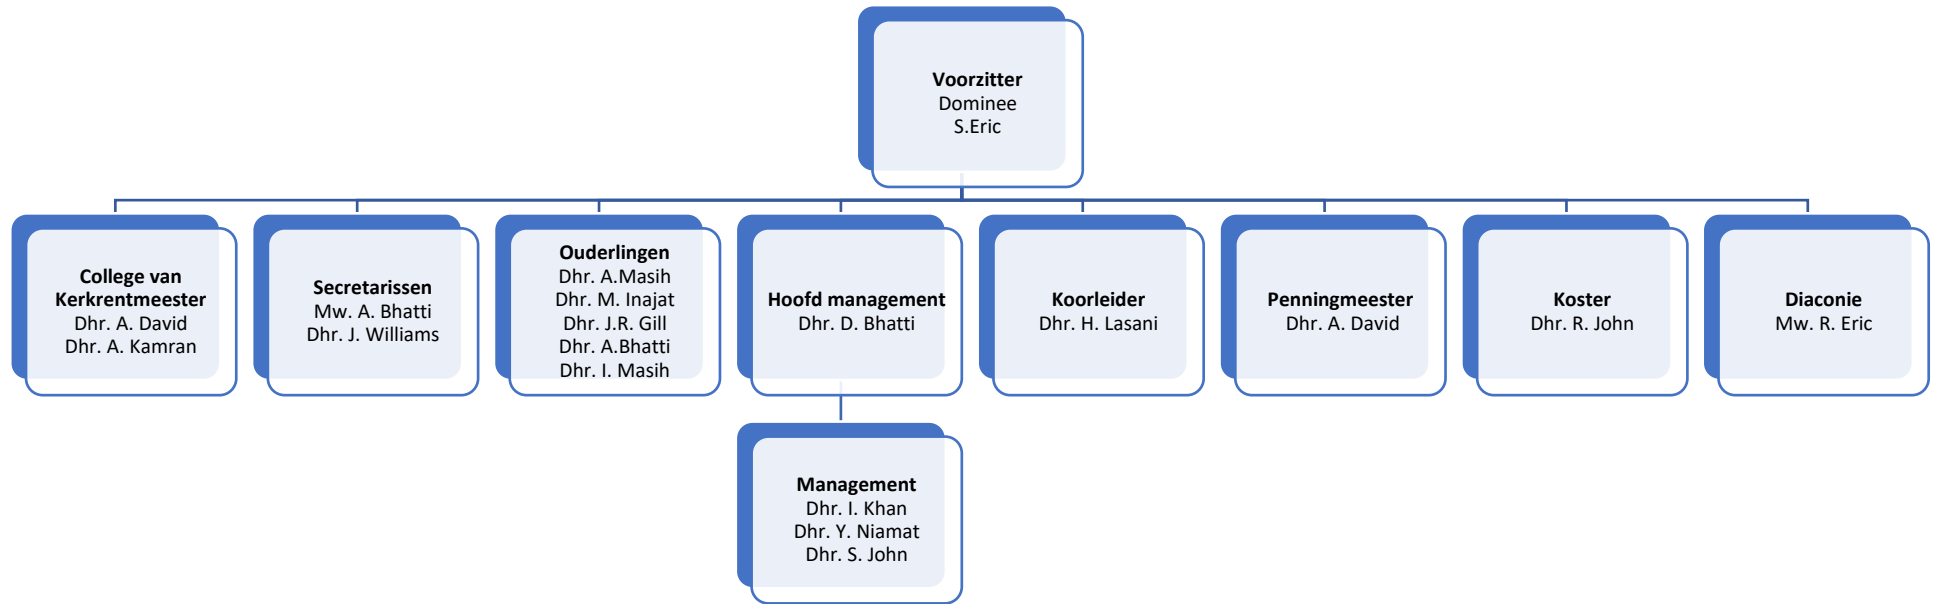 Voorzitter
Dominee
S.Eric
College van
Kerkrentmeester
Dhr. A. David
Dhr. A. Kamran
Secretarissen
Mw. A. Bhatti
Dhr. J. Williams
Ouderlingen
Dhr. A.Masih
Dhr. M. Inajat
Dhr. J.R. Gill
Dhr. A.Bhatti
Dhr. I. Masih
Hoofd management
Dhr. D. Bhatti
Koorleider
Dhr. H. Lasani
Penningmeester
Dhr. A. David
Koster
Dhr. R. John
Diaconie
Mw. R. Eric
Management
Dhr. I. Khan
Dhr. Y. Niamat
Dhr. S. John